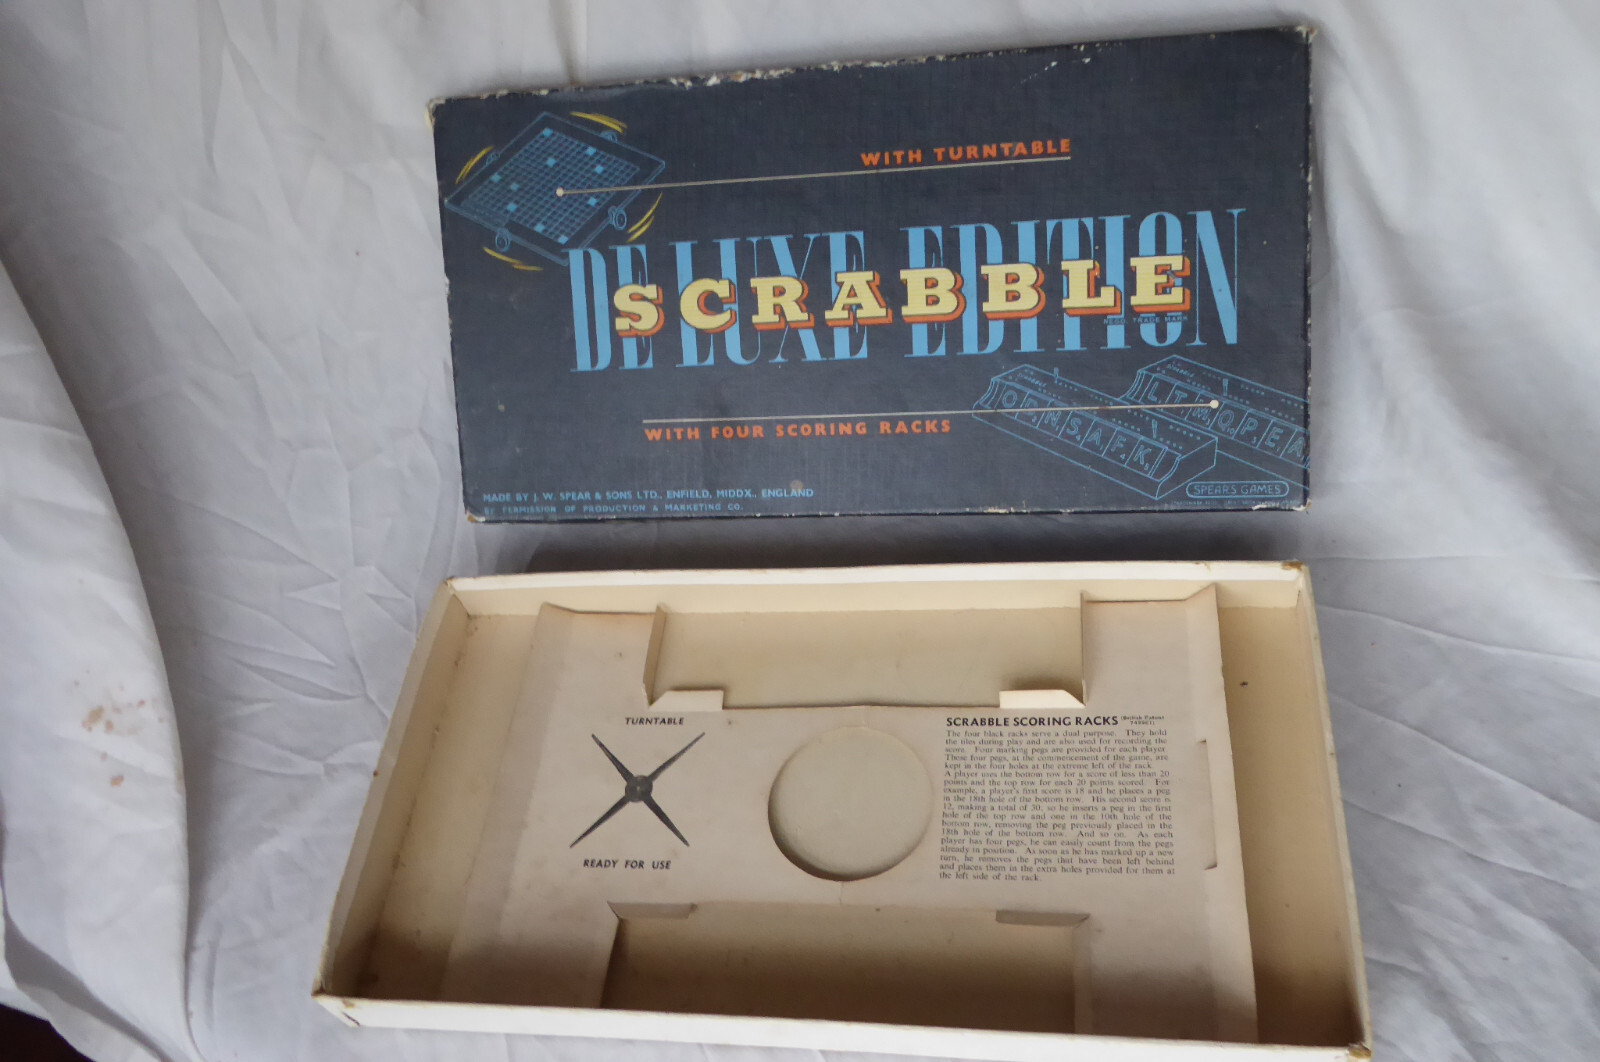 WITH TURNTABLE
DE LUXE EDITION
SCRABBLE
REGD. TRADE MARK
WITH FOUR SCORING RACKS
SCRABBLE
SCRABBLE
LTMOPEA
SAFK
MADE BY J. W. SPEAR & SONS LTD., ENFIELD, MIDDX., ENGLAND
BY PERMISSION OF PRODUCTION & MARKETING CO.
SPEARS GAMES
TURNTABLE
READY FOR USE
SCRABBLE SCORING RACKS (British Patent
The four black racks serve a dual purpose. They hold
the tiles during play and are also used for recording the
score. Four marking pegs are provided for each player.
These four pegs, at the commencement of the game, are
kept in the four holes at the extreme left of the rack.
A player uses the bottom row for a score of less than 20
points and the top row for each 20 points scored. For
example, a player's first score is 18 and he places a peg
in the 18th hole of the bottom row. His second score is
12, making a total of 30; so he inserts a peg in the first
hole of the top row and one in the 10th hole of the
bottom row, removing the peg previously placed in the
18th hole of the bottom row. And so on. As each
player has four pegs, he can easily count from the pegs
already in position. As soon as he has marked up a new
turn, he removes the pegs that have been left behind
and places them in the extra holes provided for them at
the left side of the rack.